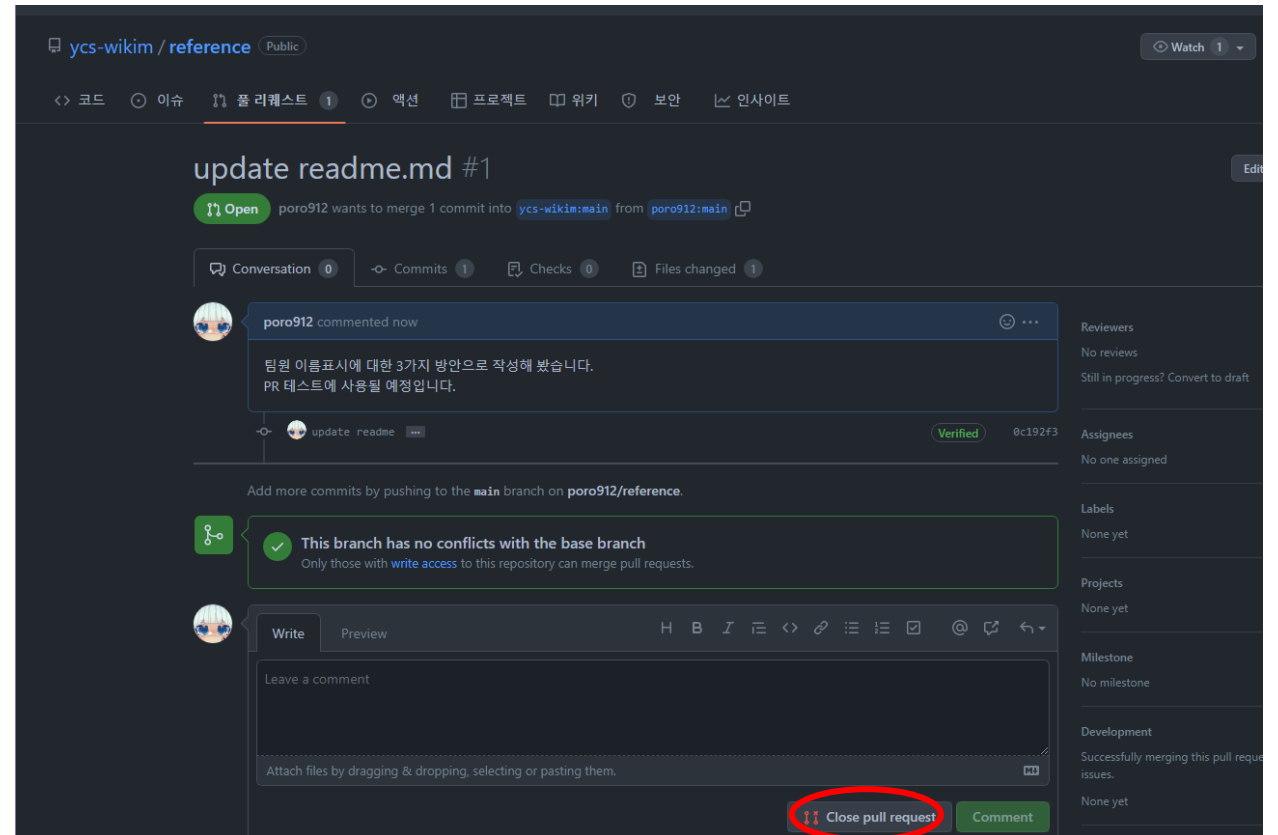 ycs-wikim / reference Public
Watch 1
코드 이슈 풀 리퀘스트 1 액션 프로젝트 위키 보안 인사이트
update readme.md #1
Edit
Open poro912 wants to merge 1 commit into ycs-wikim:main from poro912:main
Conversation 0 Commits 1 Checks 0 Files changed 1
poro912 commented now
팀원 이름표시에 대한 3가지 방안으로 작성해 봤습니다.
PR 테스트에 사용될 예정입니다.
update readme ...
Verified 0c192f3
Add more commits by pushing to the main branch on poro912/reference.
This branch has no conflicts with the base branch
Only those with write access to this repository can merge pull requests.
Write Preview
H B I
Leave a comment
Attach files by dragging & dropping, selecting or pasting them.
Close pull request Comment
Reviewers
No reviews
Still in progress? Convert to draft
Assignees
No one assigned
Labels
None yet
Projects
None yet
Milestone
No milestone
Development
Successfully merging this pull reque
issues.
None yet